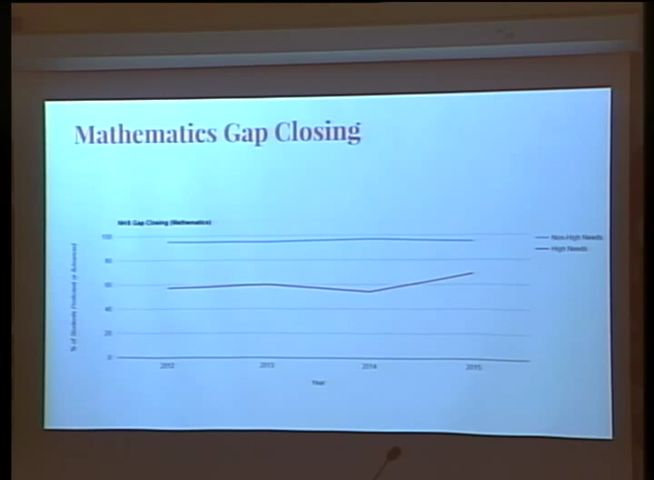 Mathematics Gap Closing
NHS Gap Closing (Mathematics)
% of Students Proficient or Advanced
100
80
60
40
20
0
2012
2013
2014
2015
Year
Non-High Needs
High Needs